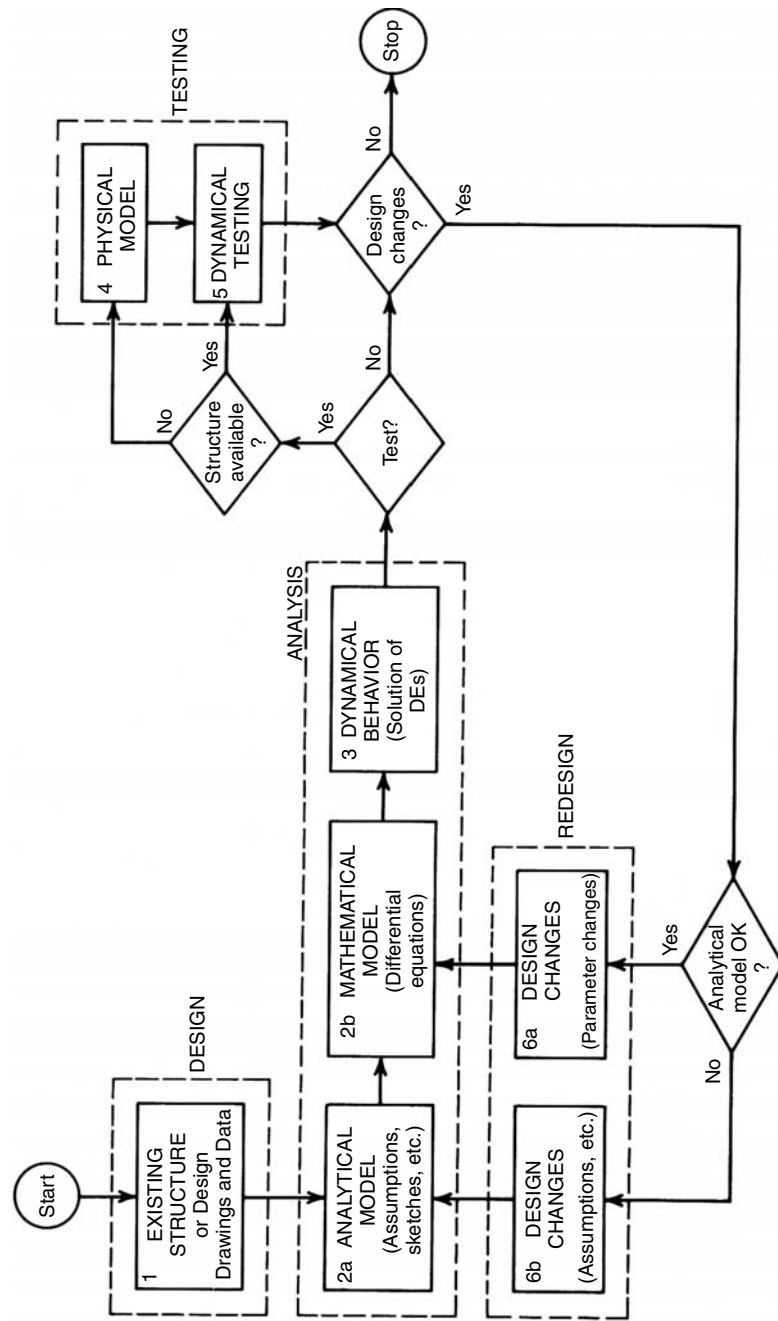 Start
DESIGN
1 EXISTING
STRUCTURE
or Design
Drawings and Data
ANALYSIS
2a ANALYTICAL
MODEL
(Assumptions,
sketches, etc.)
2b MATHEMATICAL
MODEL
(Differential
equations)
3 DYNAMICAL
BEHAVIOR
(Solution of
DEs)
Test?
Yes
No
Structure
available
?
No
Yes
TESTING
4 PHYSICAL
MODEL
5 DYNAMICAL
TESTING
Design
changes
?
No
Stop
Yes
REDESIGN
6b DESIGN
CHANGES
(Assumptions, etc.)
6a DESIGN
CHANGES
(Parameter changes)
No
Yes
Analytical
model OK
?